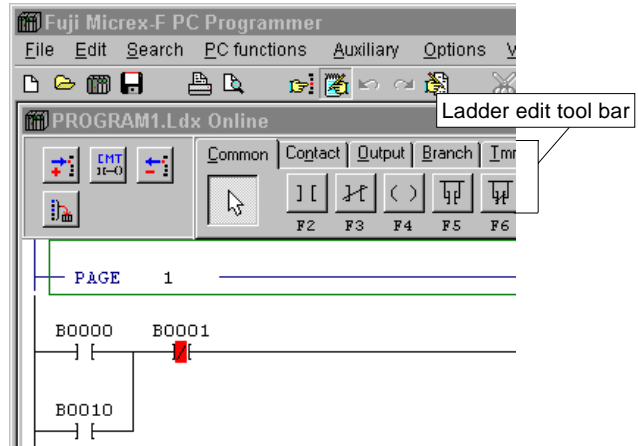 Fuji Micrex-F PC Programmer
File Edit Search PC functions Auxiliary Options V
Ladder edit tool bar
PROGRAM1.Ldx Online
CMT
Common Contact Output Branch Imr
F2 F3 F4 F5 F6
PAGE 1
B0000 B0001
B0010